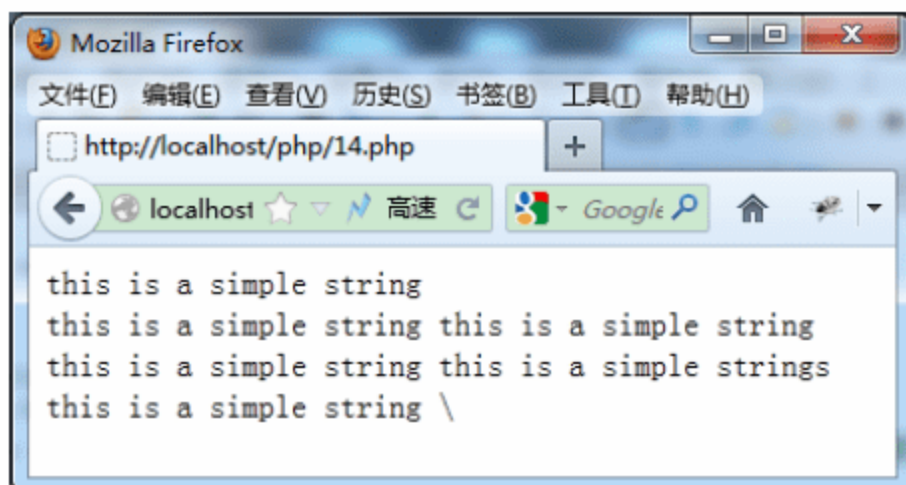 Mozilla Firefox
文件(F) 编辑(E) 查看(V) 历史(S) 书签(B) 工具(T) 帮助(H)
http://localhost/php/14.php
localhost 高速 Google
this is a simple string
this is a simple string this is a simple string
this is a simple string this is a simple strings
this is a simple string \